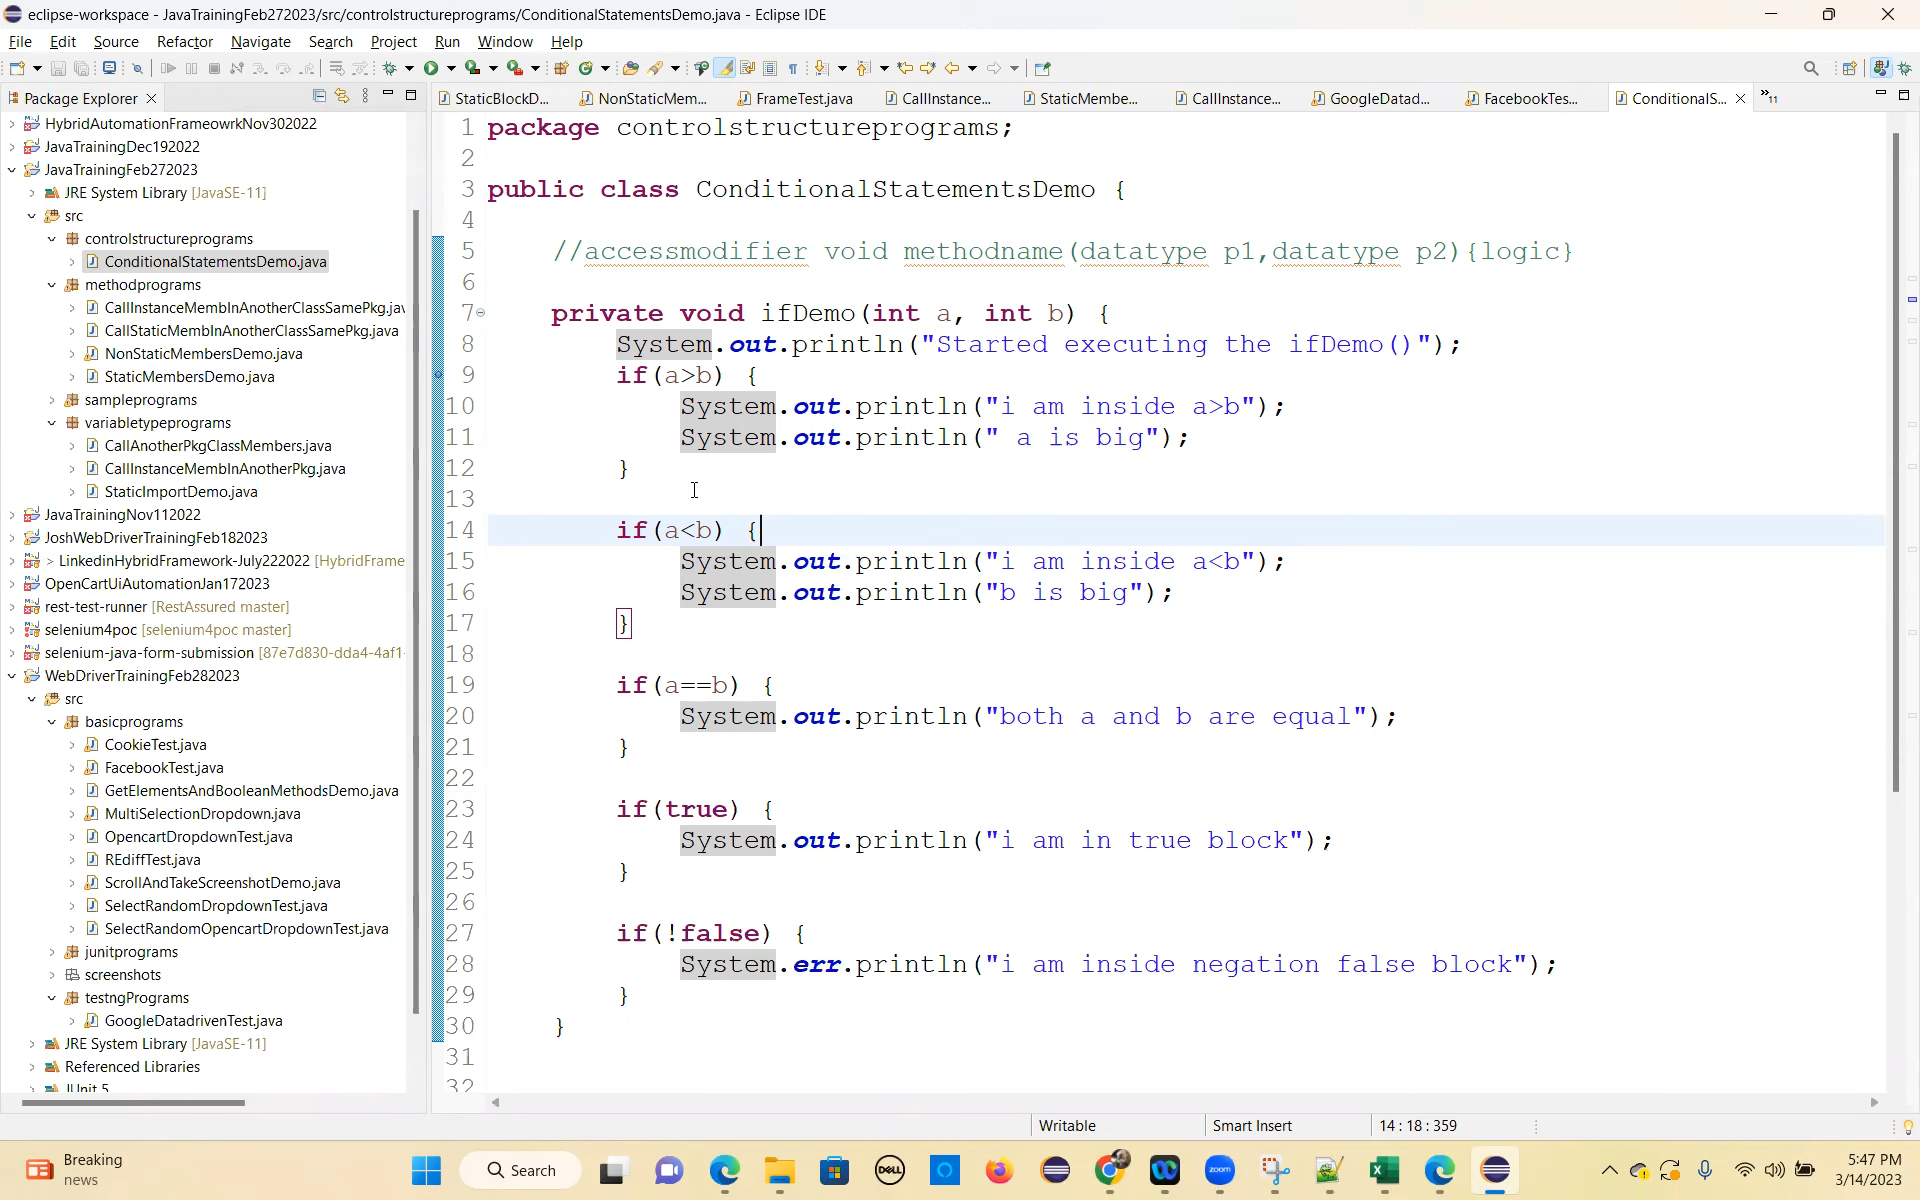 eclipse-workspace - JavaTrainingFeb272023/src/controlstructureprograms/ConditionalStatementsDemo.java - Eclipse IDE
File Edit Source Refactor Navigate Search Project Run Window Help
Package Explorer
HybridAutomationFrameowrkNov302022
JavaTrainingDec192022
JavaTrainingFeb272023
JRE System Library [JavaSE-11]
src
controlstructureprograms
ConditionalStatementsDemo.java
methodprograms
CallInstanceMembInAnotherClassSamePkg.jav
CallStaticMembInAnotherClassSamePkg.java
NonStaticMembersDemo.java
StaticMembersDemo.java
sampleprograms
variabletypeprograms
CallAnotherPkgClassMembers.java
CallInstanceMembInAnotherPkg.java
StaticImportDemo.java
JavaTrainingNov112022
JoshWebDriverTrainingFeb182023
> LinkedinHybridFramework-July222022 [HybridFrame
OpenCartUiAutomationJan172023
rest-test-runner [RestAssured master]
selenium4poc [selenium4poc master]
selenium-java-form-submission [87e7d830-dda4-4af1-
WebDriverTrainingFeb282023
src
basicprograms
CookieTest.java
FacebookTest.java
GetElementsAndBooleanMethodsDemo.java
MultiSelectionDropdown.java
OpencartDropdownTest.java
REdiffTest.java
ScrollAndTakeScreenshotDemo.java
SelectRandomDropdownTest.java
SelectRandomOpencartDropdownTest.java
junitprograms
screenshots
testngPrograms
GoogleDatadrivenTest.java
JRE System Library [JavaSE-11]
Referenced Libraries
JUnit 5
StaticBlockD... NonStaticMem... FrameTest.java CallInstance... StaticMembe... CallInstance... GoogleDatad... FacebookTes... ConditionalS... »11
1 package controlstructureprograms;
2
3 public class ConditionalStatementsDemo {
4
5 //accessmodifier void methodname(datatype p1,datatype p2){logic}
6
7 private void ifDemo(int a, int b) {
8 System.out.println("Started executing the ifDemo()");
9 if(a>b) {
10 System.out.println("i am inside a>b");
11 System.out.println(" a is big");
12 }
13
14 if(a<b) {
15 System.out.println("i am inside a<b");
16 System.out.println("b is big");
17 }
18
19 if(a==b) {
20 System.out.println("both a and b are equal");
21 }
22
23 if(true) {
24 System.out.println("i am in true block");
25 }
26
27 if(!false) {
28 System.err.println("i am inside negation false block");
29 }
30 }
31
32
Writable Smart Insert 14 : 18 : 359
Breaking
news
Search
DELL
zoom
5:47 PM
3/14/2023